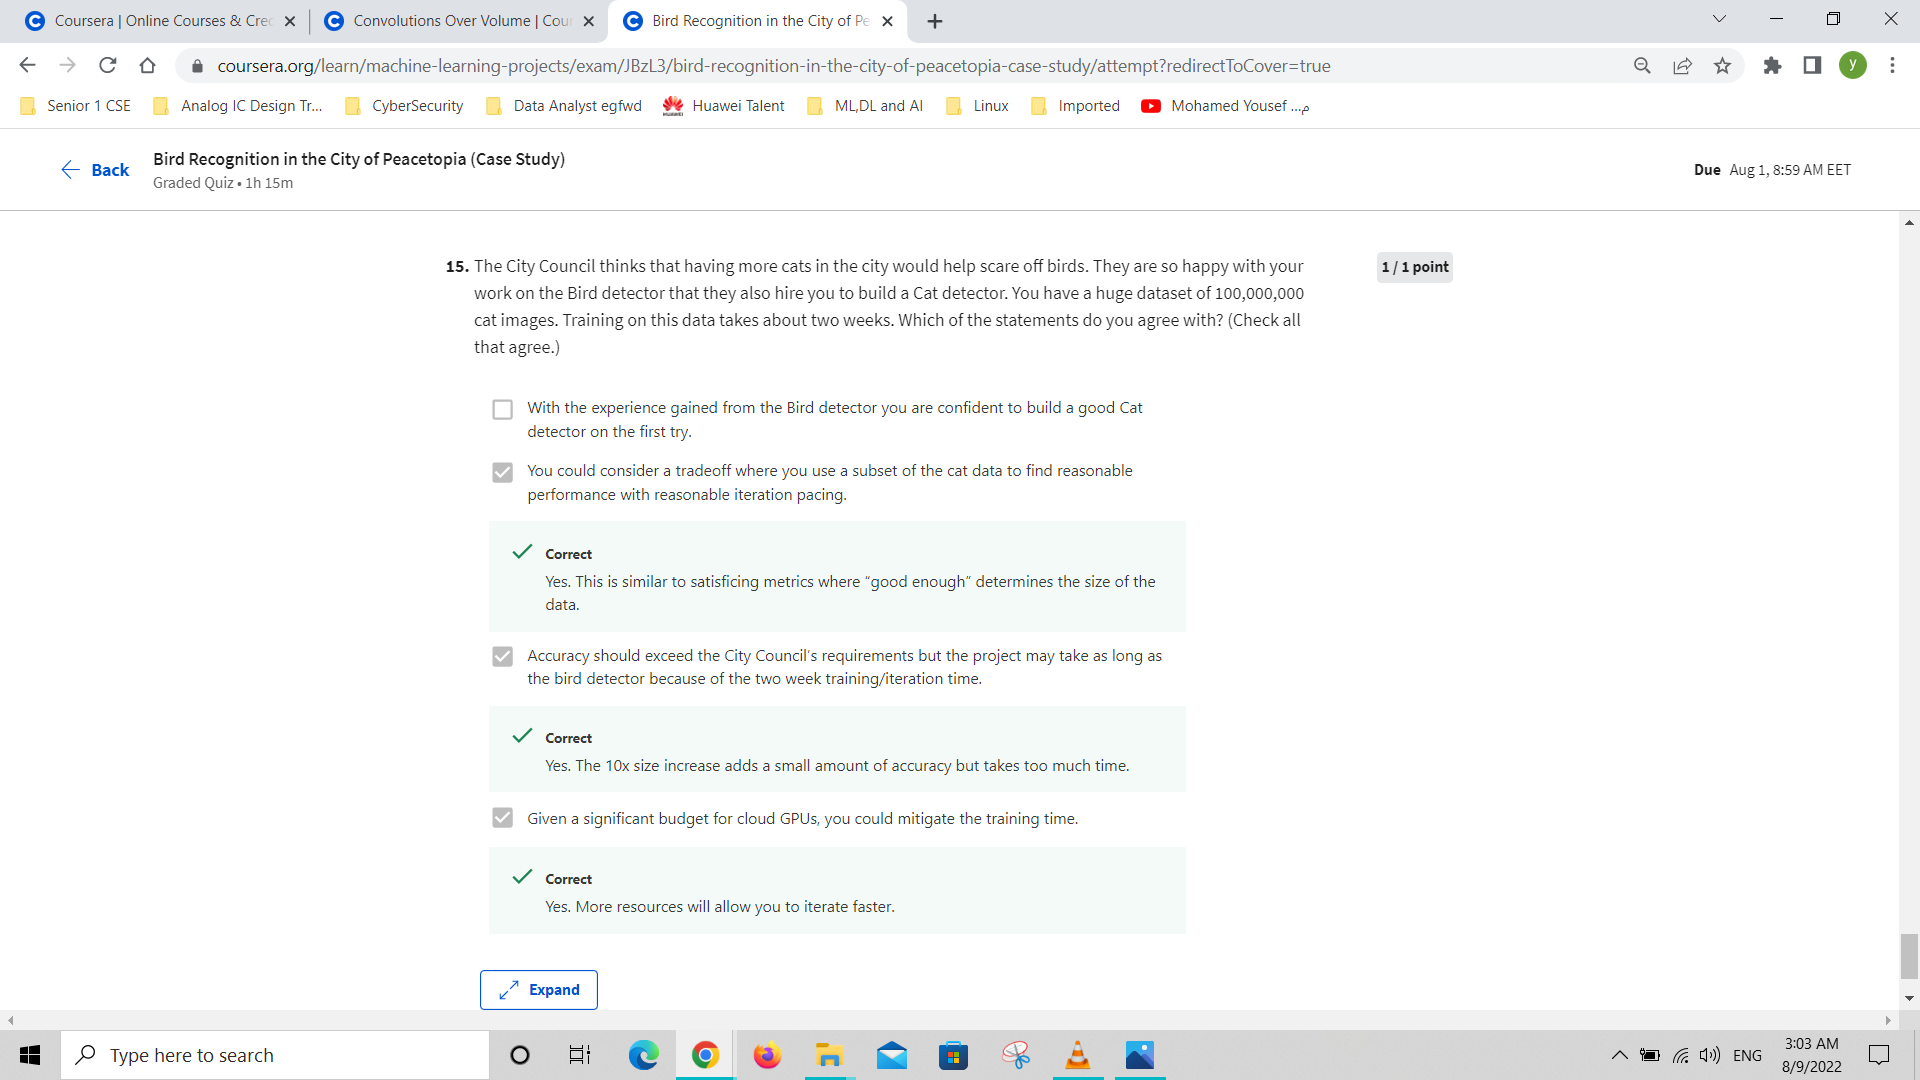 Coursera | Online Courses & Cre
Convolutions Over Volume | Cou
Bird Recognition in the City of Pe
coursera.org/learn/machine-learning-projects/exam/JBzL3/bird-recognition-in-the-city-of-peacetopia-case-study/attempt?redirectToCover=true
y
Senior 1 CSE
Analog IC Design Tr...
CyberSecurity
Data Analyst egfwd
Huawei Talent
ML,DL and AI
Linux
Imported
Mohamed Yousef ...م
Back
Bird Recognition in the City of Peacetopia (Case Study)
Graded Quiz • 1h 15m
Due Aug 1, 8:59 AM EET
15. The City Council thinks that having more cats in the city would help scare off birds. They are so happy with your
work on the Bird detector that they also hire you to build a Cat detector. You have a huge dataset of 100,000,000
cat images. Training on this data takes about two weeks. Which of the statements do you agree with? (Check all
that agree.)
1 / 1 point
With the experience gained from the Bird detector you are confident to build a good Cat
detector on the first try.
You could consider a tradeoff where you use a subset of the cat data to find reasonable
performance with reasonable iteration pacing.
Correct
Yes. This is similar to satisficing metrics where “good enough” determines the size of the
data.
Accuracy should exceed the City Council’s requirements but the project may take as long as
the bird detector because of the two week training/iteration time.
Correct
Yes. The 10x size increase adds a small amount of accuracy but takes too much time.
Given a significant budget for cloud GPUs, you could mitigate the training time.
Correct
Yes. More resources will allow you to iterate faster.
Expand
Type here to search
ENG
3:03 AM
8/9/2022